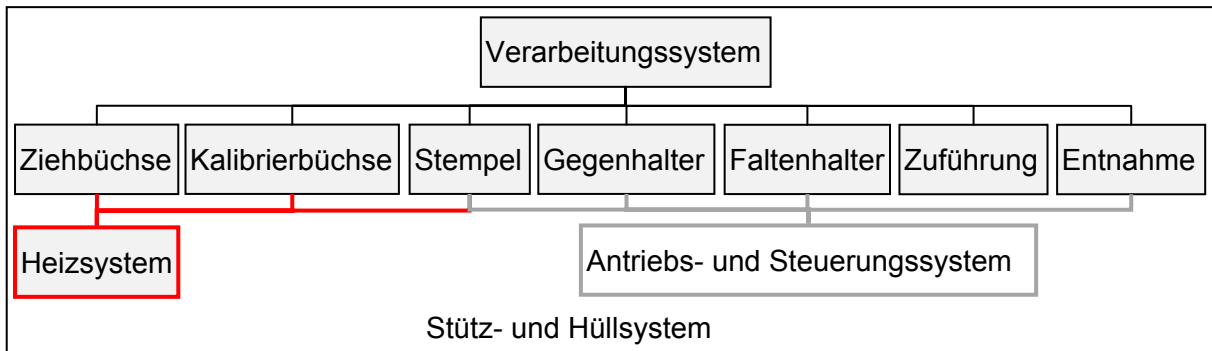 Verarbeitungssystem
Ziehbüchse Kalibrierbüchse Stempel Gegenhalter Faltenhalter Zuführung Entnahme
Heizsystem Antriebs- und Steuerungssystem
Stütz- und Hüllsystem